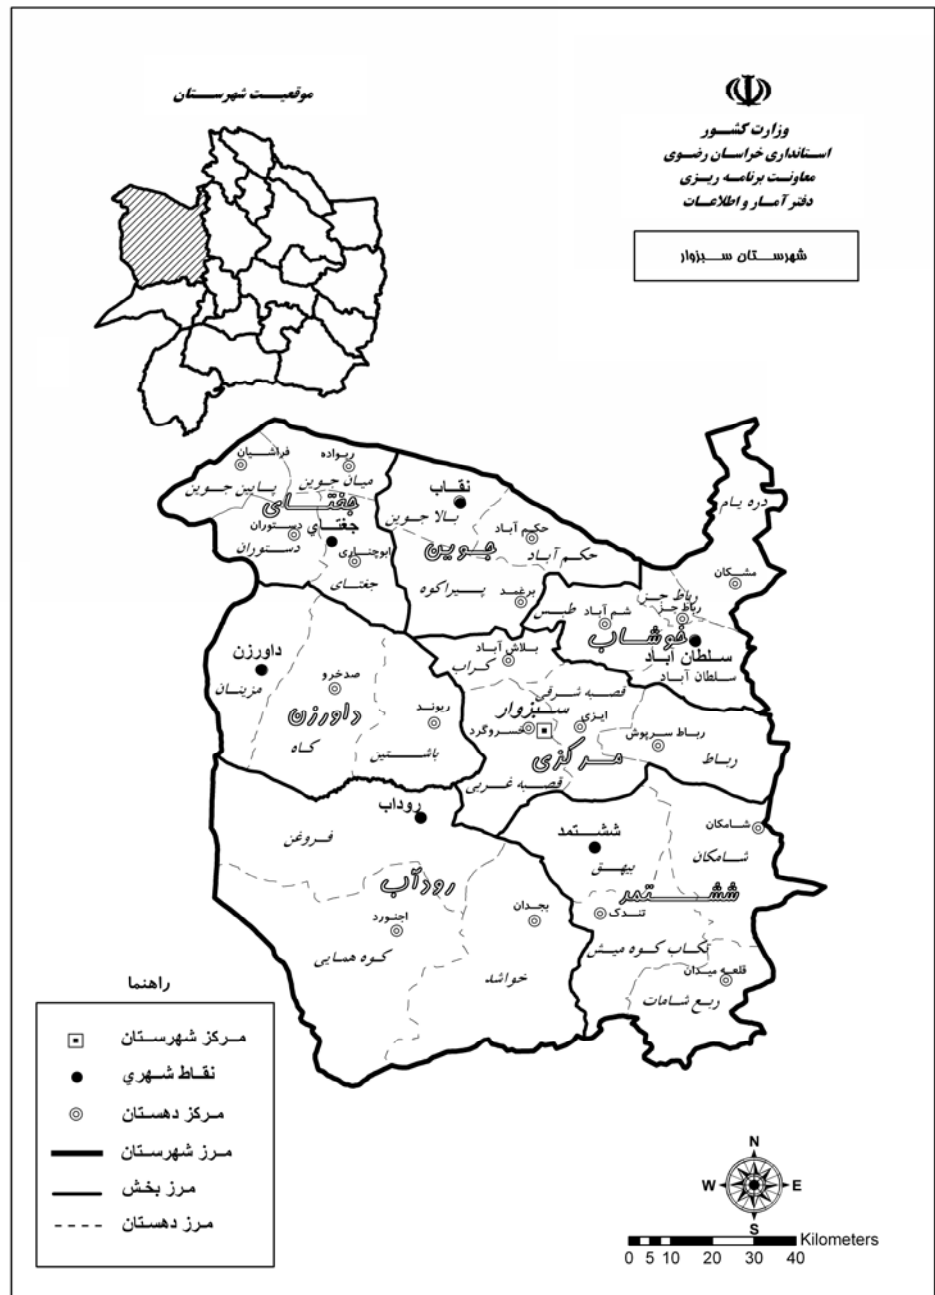 موقعیت شهرستان
وزارت کشور
استانداری خراسان رضوی
معاونت برنامه ریزی
دفتر آمار و اطلاعات
شهرستان سبزوار
فراشیان
ریواده
پایین جوین
میان جوین
جغتای
دستوران
جغتاي
دستوران
ابوچناری
جغتای
نقاب
بالا جوین
حکم آباد
جوین
حکم آباد
پیراکوه
برغمد
دره یام
مشکان
رباط جز
رباط جز
طبس
شم آباد
خوشاب
سلطان آباد
سلطان آباد
داورزن
مزینان
صدخرو
داورزن
کاه
ریوند
باشتین
بلاش آباد
کراب
قصبه شرقی
سبزوار
خسروگرد
ایزی
مرکزی
قصبه غربی
رباط سرپوش
رباط
روداب
فروغن
رودآب
اجنورد
کوه همایی
بجدان
خواشد
ششتمد
بیهق
شامکان
شامکان
ششتمد
تندک
تکاب کوه میش
قلعه میدان
ربع شامات
راهنما
مرکز شهرستان
نقاط شهري
مرکز دهستان
مرز شهرستان
مرز بخش
مرز دهستان
N
W
E
S
Kilometers
0 5 10 20 30 40